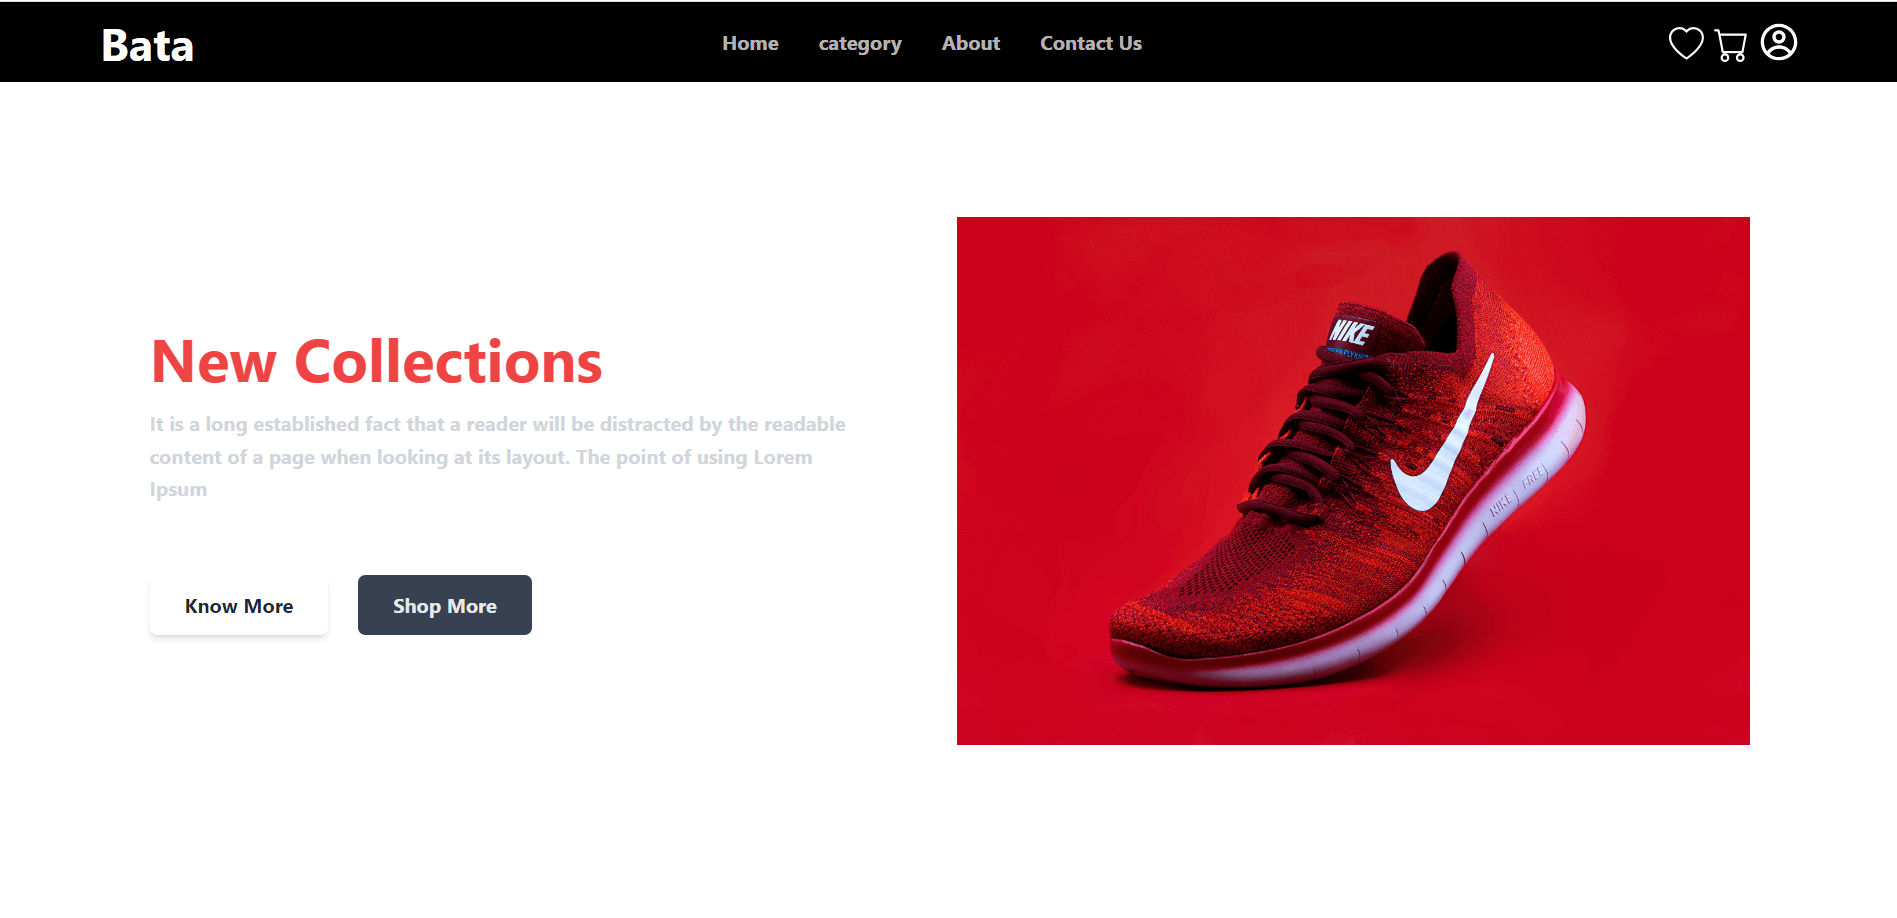 Bata
Home
category
About
Contact Us
New Collections
It is a long established fact that a reader will be distracted by the readable
content of a page when looking at its layout. The point of using Lorem
Ipsum
Know More
Shop More
NIKE
NIKE FREE